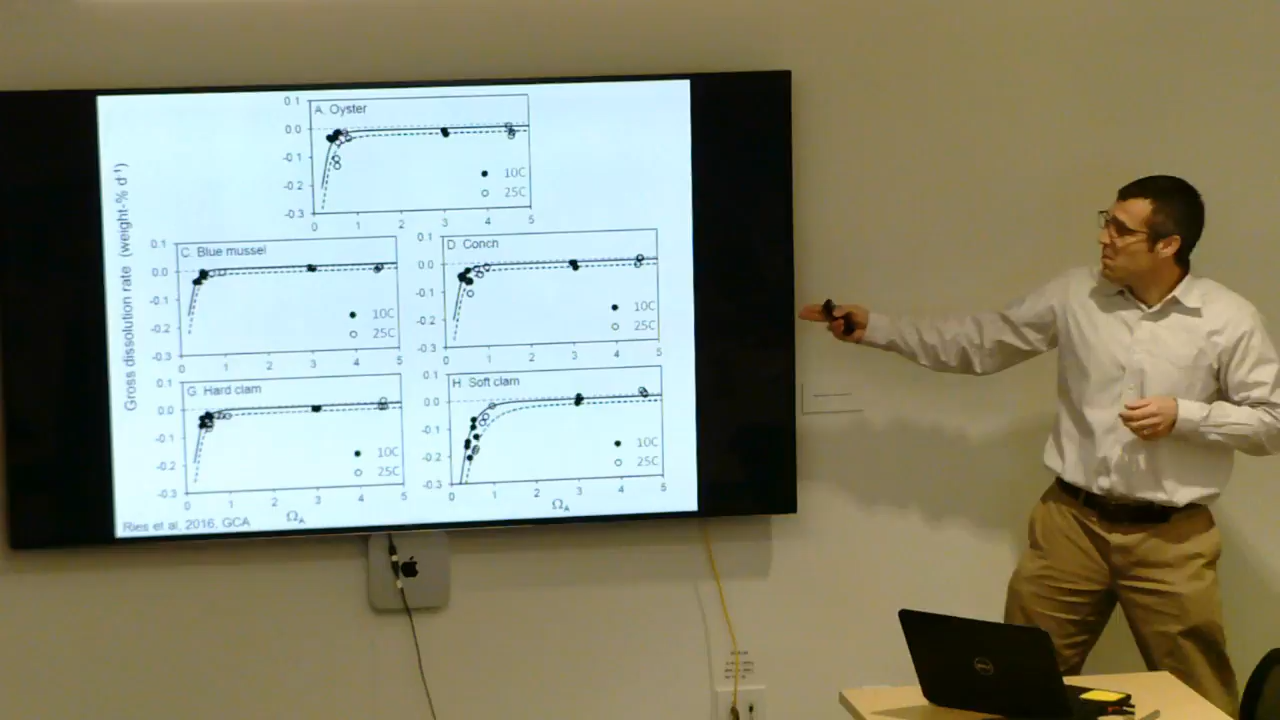 Gross dissolution rate (weight-% d⁻¹)
A. Oyster
0.1
0.0
-0.1
-0.2
-0.3
10C
25C
0 1 2 3 4 5
C. Blue mussel
0.1
0.0
-0.1
-0.2
-0.3
10C
25C
0 1 2 3 4 5
D. Conch
0.1
0.0
-0.1
-0.2
-0.3
10C
25C
0 1 2 3 4 5
G. Hard clam
0.1
0.0
-0.1
-0.2
-0.3
10C
25C
0 1 2 3 4 5
Ω_A
H. Soft clam
0.1
0.0
-0.1
-0.2
-0.3
10C
25C
0 1 2 3 4 5
Ω_A
Ries et al, 2016, GCA
DELL